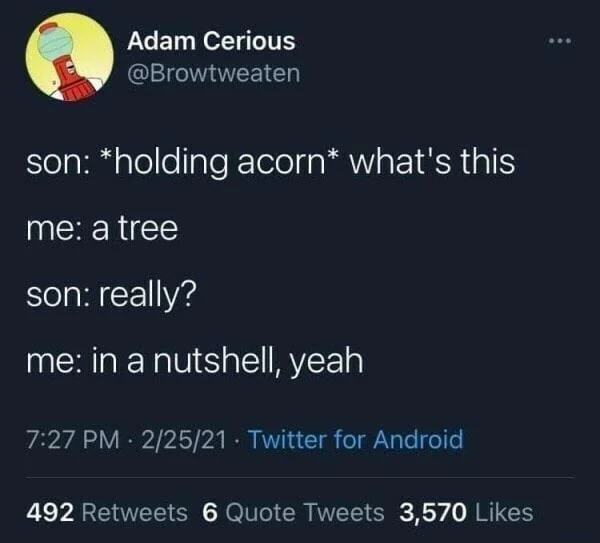 Adam Cerious
@Browtweaten
son: *holding acorn* what's this
me: a tree
son: really?
me: in a nutshell, yeah
7:27 PM · 2/25/21 · Twitter for Android
492 Retweets 6 Quote Tweets 3,570 Likes